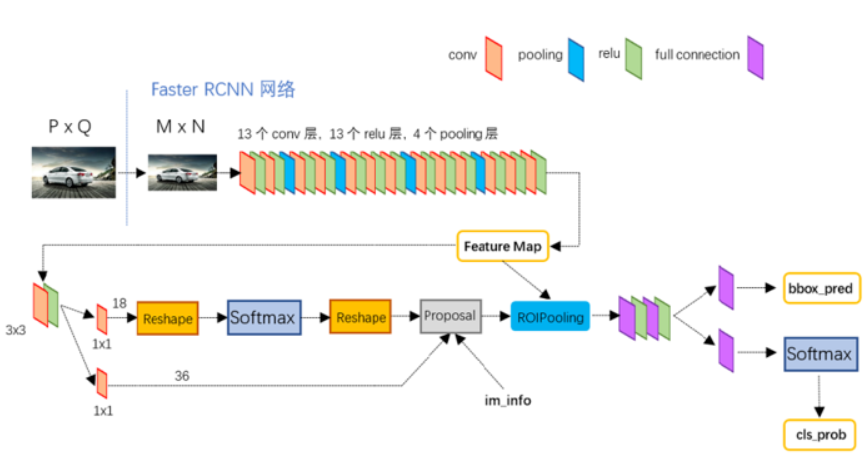 conv
pooling
relu
full connection
Faster RCNN 网络
P x Q
M x N
13 个 conv 层, 13 个 relu 层, 4 个 pooling 层
Feature Map
3x3
18
1x1
Reshape
Softmax
Reshape
Proposal
ROIPooling
bbox_pred
36
1x1
im_info
Softmax
cls_prob